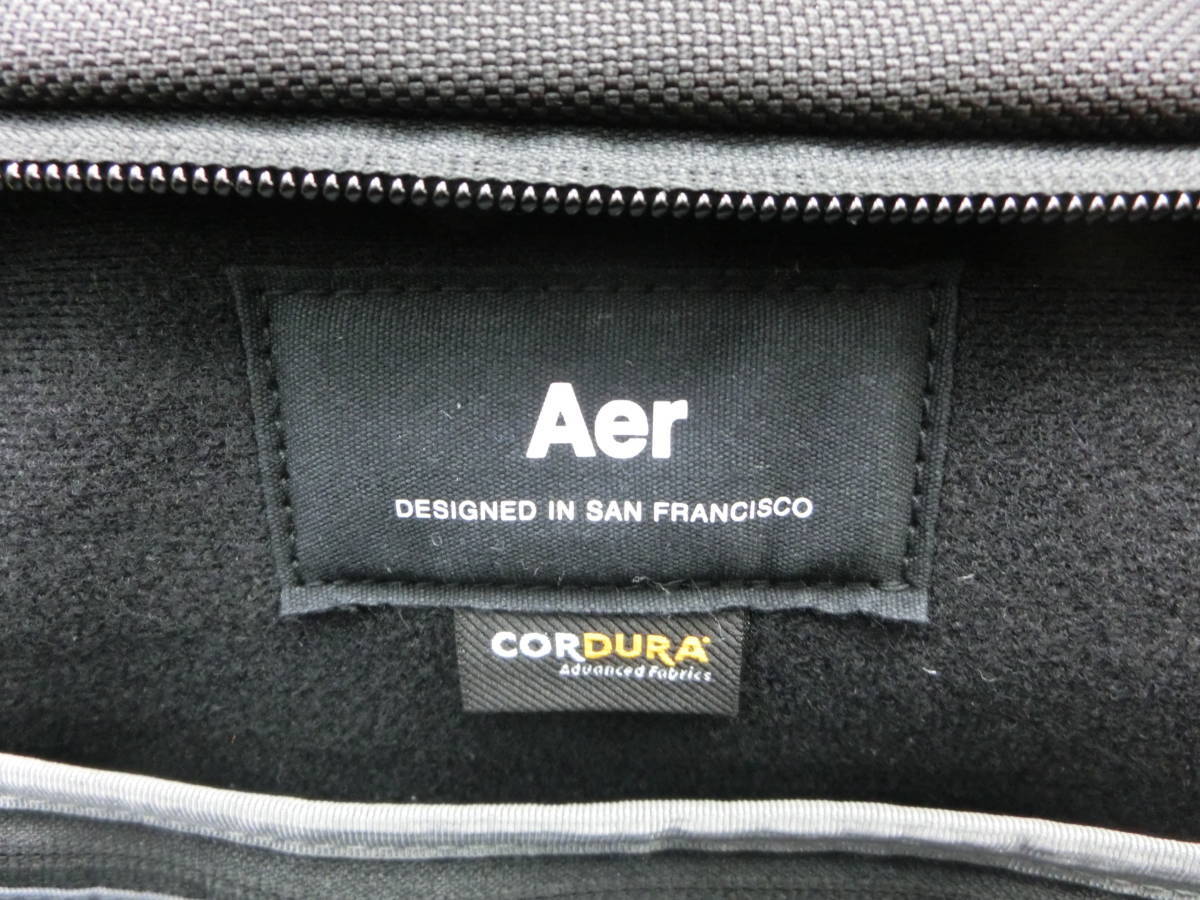 Aer
DESIGNED IN SAN FRANCISCO
CORDURA
Advanced Fabrics